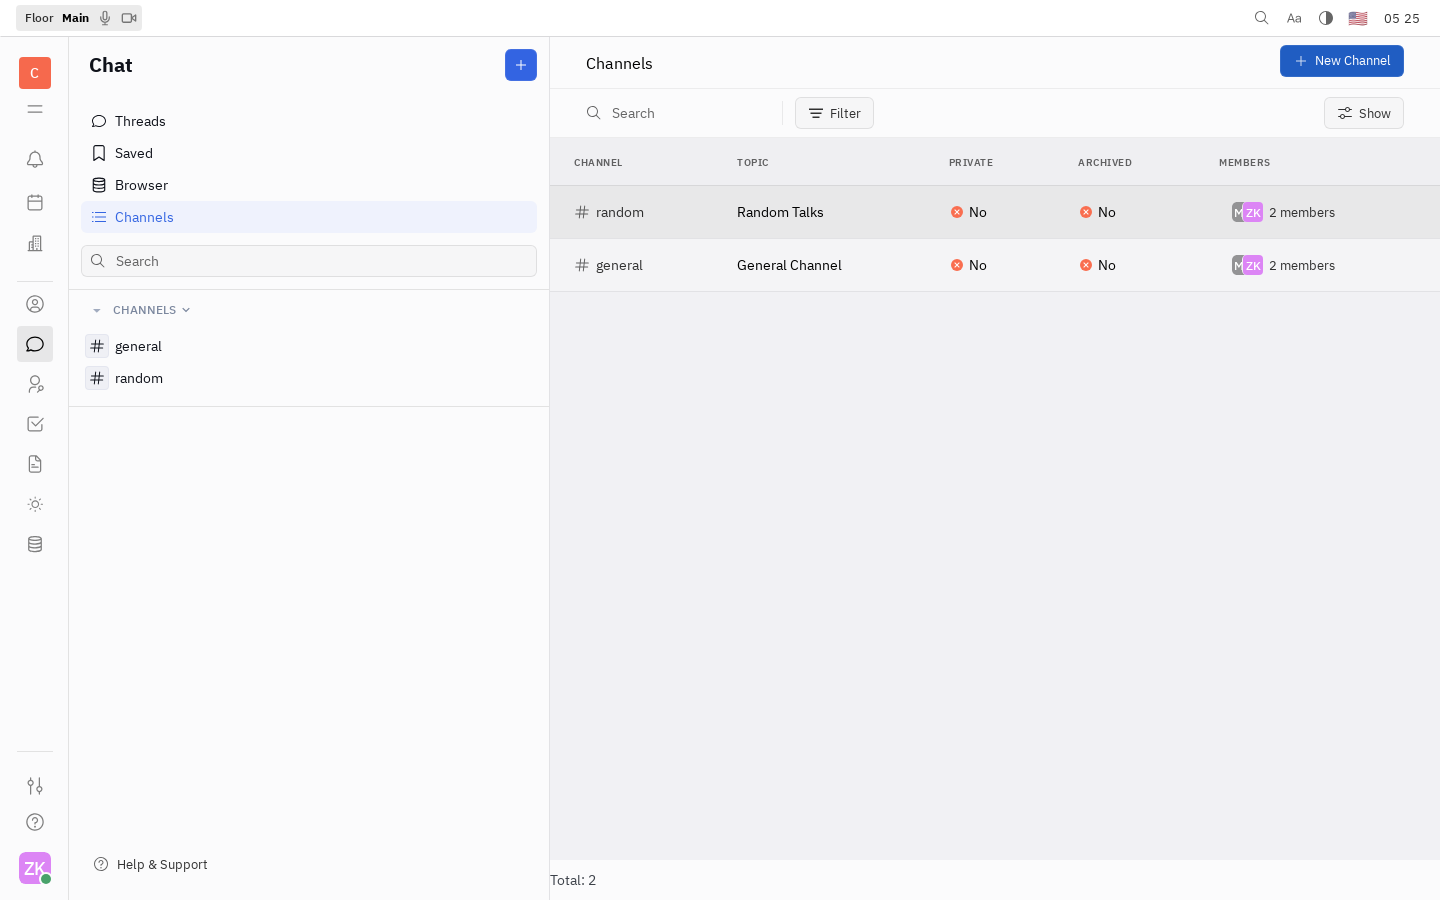 Floor Main
Aa
05 25
C
Chat
Threads
Saved
Browser
Channels
Search
CHANNELS
general
random
Help & Support
ZK
Channels
New Channel
Search
Filter
Show
CHANNEL TOPIC PRIVATE ARCHIVED MEMBERS
random Random Talks No No M ZK 2 members
general General Channel No No M ZK 2 members
Total: 2